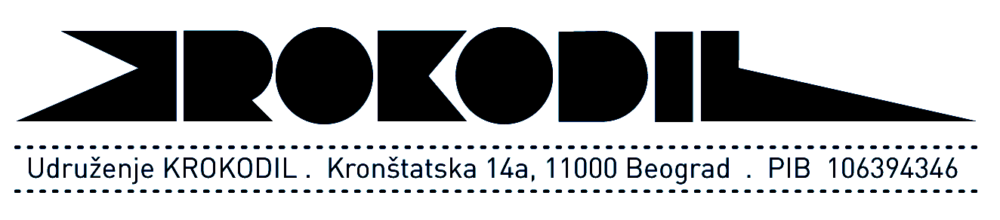 KROKODIL
Udruženje KROKODIL . Kronštatska 14a, 11000 Beograd . PIB 106394346